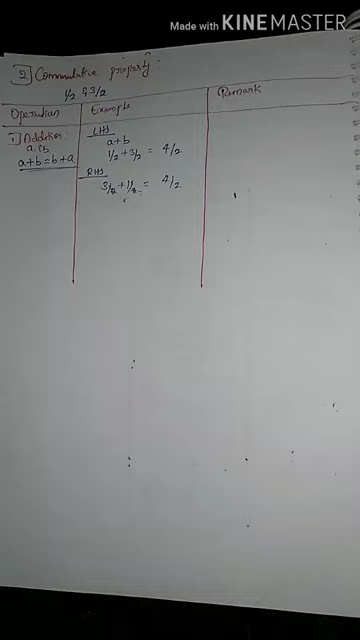 Made with KINEMASTER
2] Commutative property:
1/2 & 3/2
Operation Example Remark
1] Addition: LHS
a, b a+b
a+b=b+a 1/2 + 3/2 = 4/2
RHS
3/2 + 1/2 = 4/2